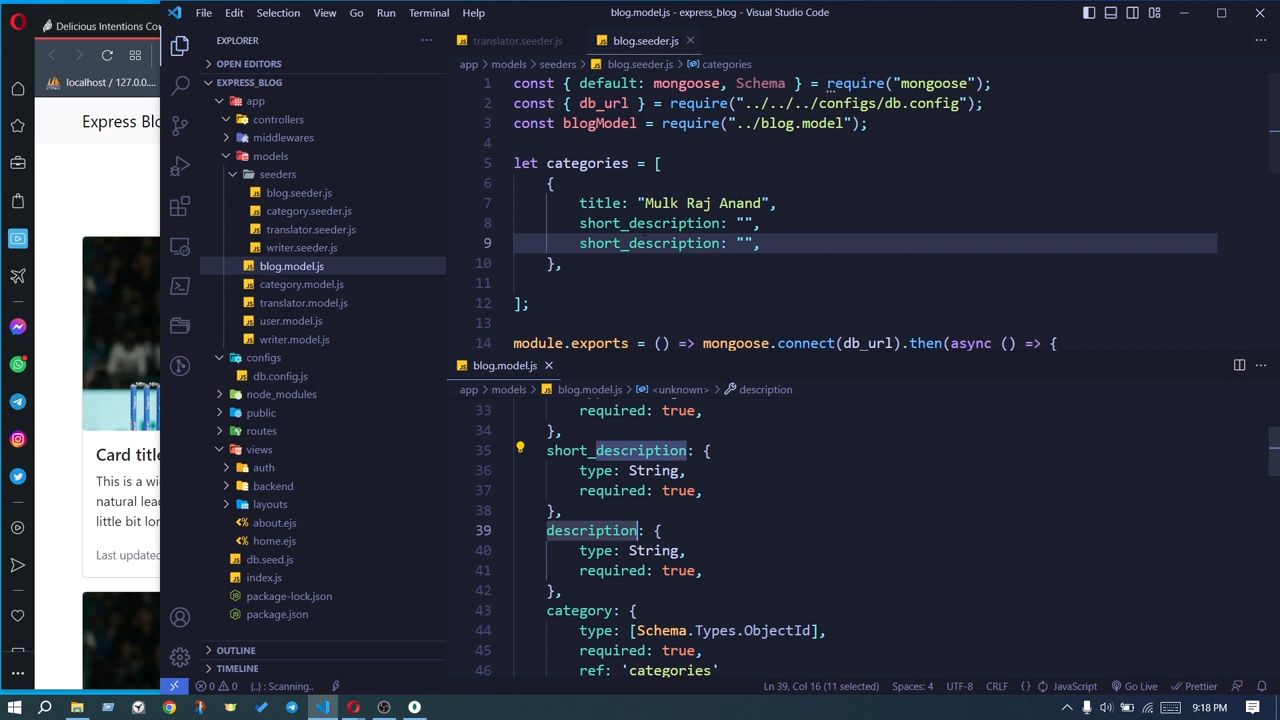 Delicious Intentions Co
File Edit Selection View Go Run Terminal Help
blog.model.js - express_blog - Visual Studio Code
localhost / 127.0.0...
Express Blo
Card title
This is a wi
natural lead
little bit lon
Last updated
EXPLORER
OPEN EDITORS
EXPRESS_BLOG
app
controllers
middlewares
models
seeders
blog.seeder.js
category.seeder.js
translator.seeder.js
writer.seeder.js
blog.model.js
category.model.js
translator.model.js
user.model.js
writer.model.js
configs
db.config.js
node_modules
public
routes
views
auth
backend
layouts
about.ejs
home.ejs
db.seed.js
index.js
package-lock.json
package.json
OUTLINE
TIMELINE
translator.seeder.js
blog.seeder.js
app > models > seeders > blog.seeder.js > categories
1 const { default: mongoose, Schema } = require("mongoose");
2 const { db_url } = require("../../../configs/db.config");
3 const blogModel = require("../blog.model");
4
5 let categories = [
6 {
7 title: "Mulk Raj Anand",
8 short_description: "",
9 short_description: "",
10 },
11
12 ];
13
14 module.exports = () => mongoose.connect(db_url).then(async () => {
blog.model.js
app > models > blog.model.js > <unknown> > description
33 required: true,
34 },
35 short_description: {
36 type: String,
37 required: true,
38 },
39 description: {
40 type: String,
41 required: true,
42 },
43 category: {
44 type: [Schema.Types.ObjectId],
45 required: true,
46 ref: 'categories'
0 0 {..} : Scanning..
Ln 39, Col 16 (11 selected) Spaces: 4 UTF-8 CRLF {} JavaScript Go Live Prettier
9:18 PM